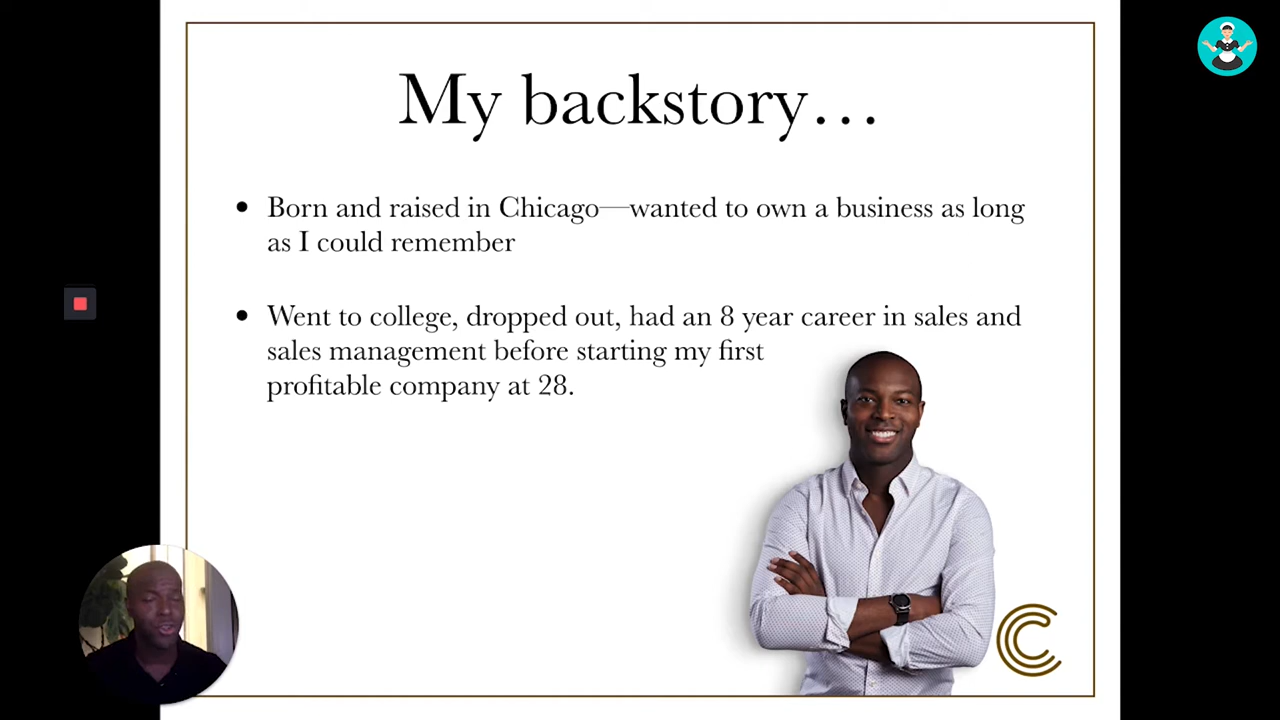 My backstory…
• Born and raised in Chicago—wanted to own a business as long
as I could remember
• Went to college, dropped out, had an 8 year career in sales and
sales management before starting my first
profitable company at 28.